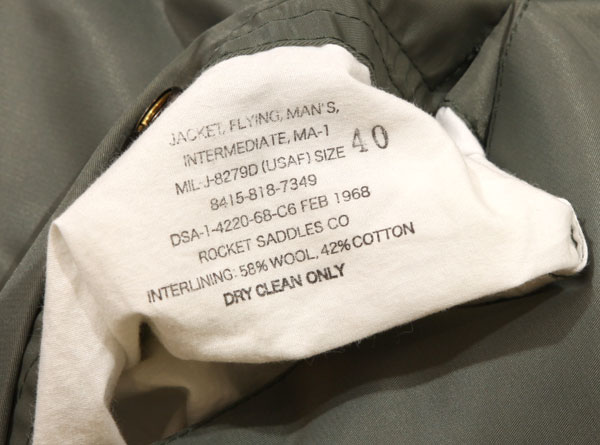 JACKET, FLYING, MAN'S,
INTERMEDIATE, MA-1
MIL-J-8279D (USAF) SIZE 40
8415-818-7349
DSA-1-4220-68-C6 FEB 1968
ROCKET SADDLES CO
INTERLINING: 58% WOOL, 42% COTTON
DRY CLEAN ONLY